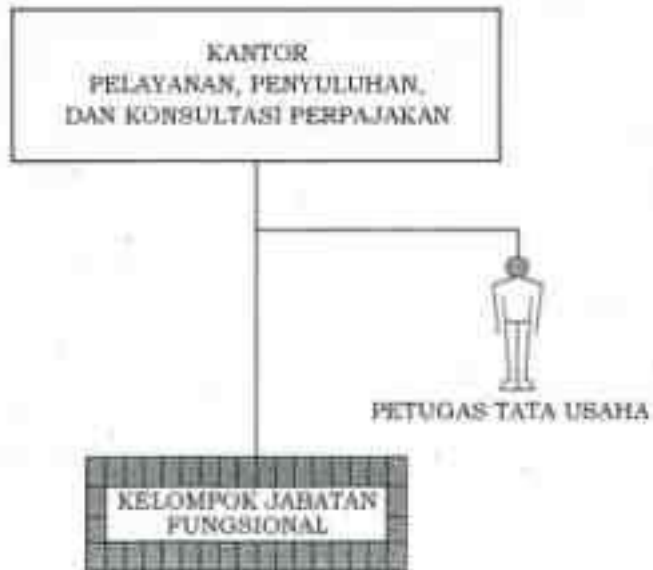 KANTOR
PELAYANAN, PENYULUHAN,
DAN KONSULTASI PERPAJAKAN
PETUGAS TATA USAHA
KELOMPOK JABATAN
FUNGSIONAL